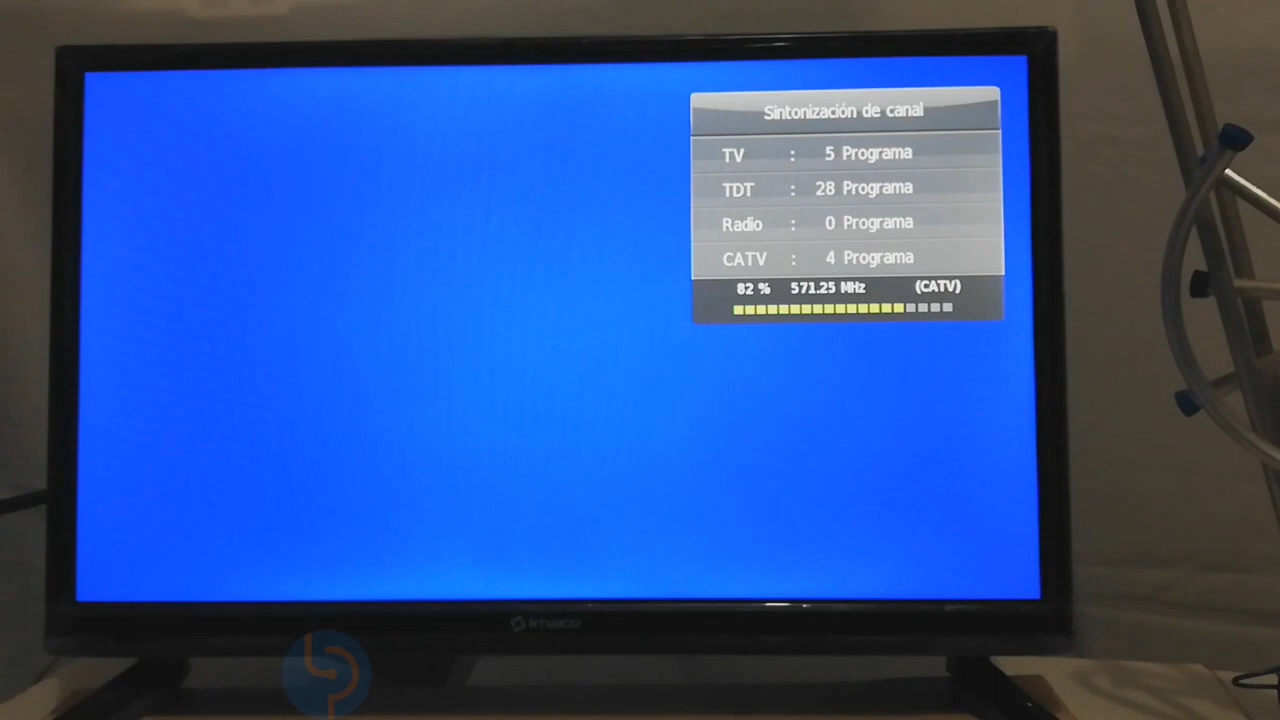 Sintonización de canal
TV : 5 Programa
TDT : 28 Programa
Radio : 0 Programa
CATV : 4 Programa
82 % 571.25 MHz (CATV)
imaco